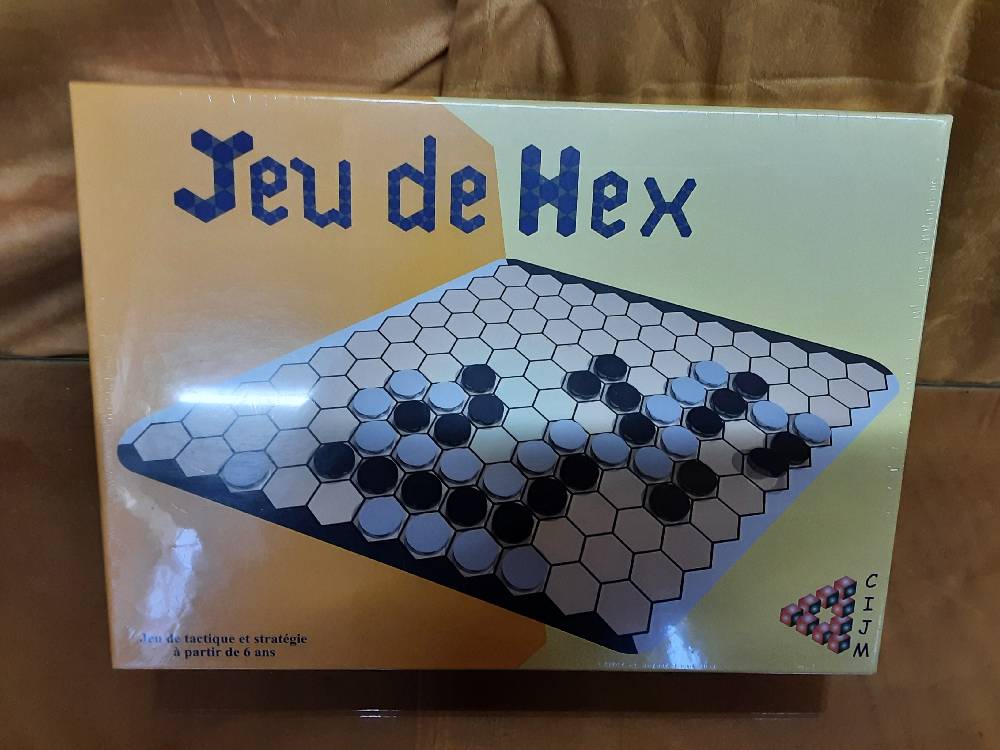 Jeu de Hex
Jeu de tactique et stratégie
à partir de 6 ans
C
I
J
M